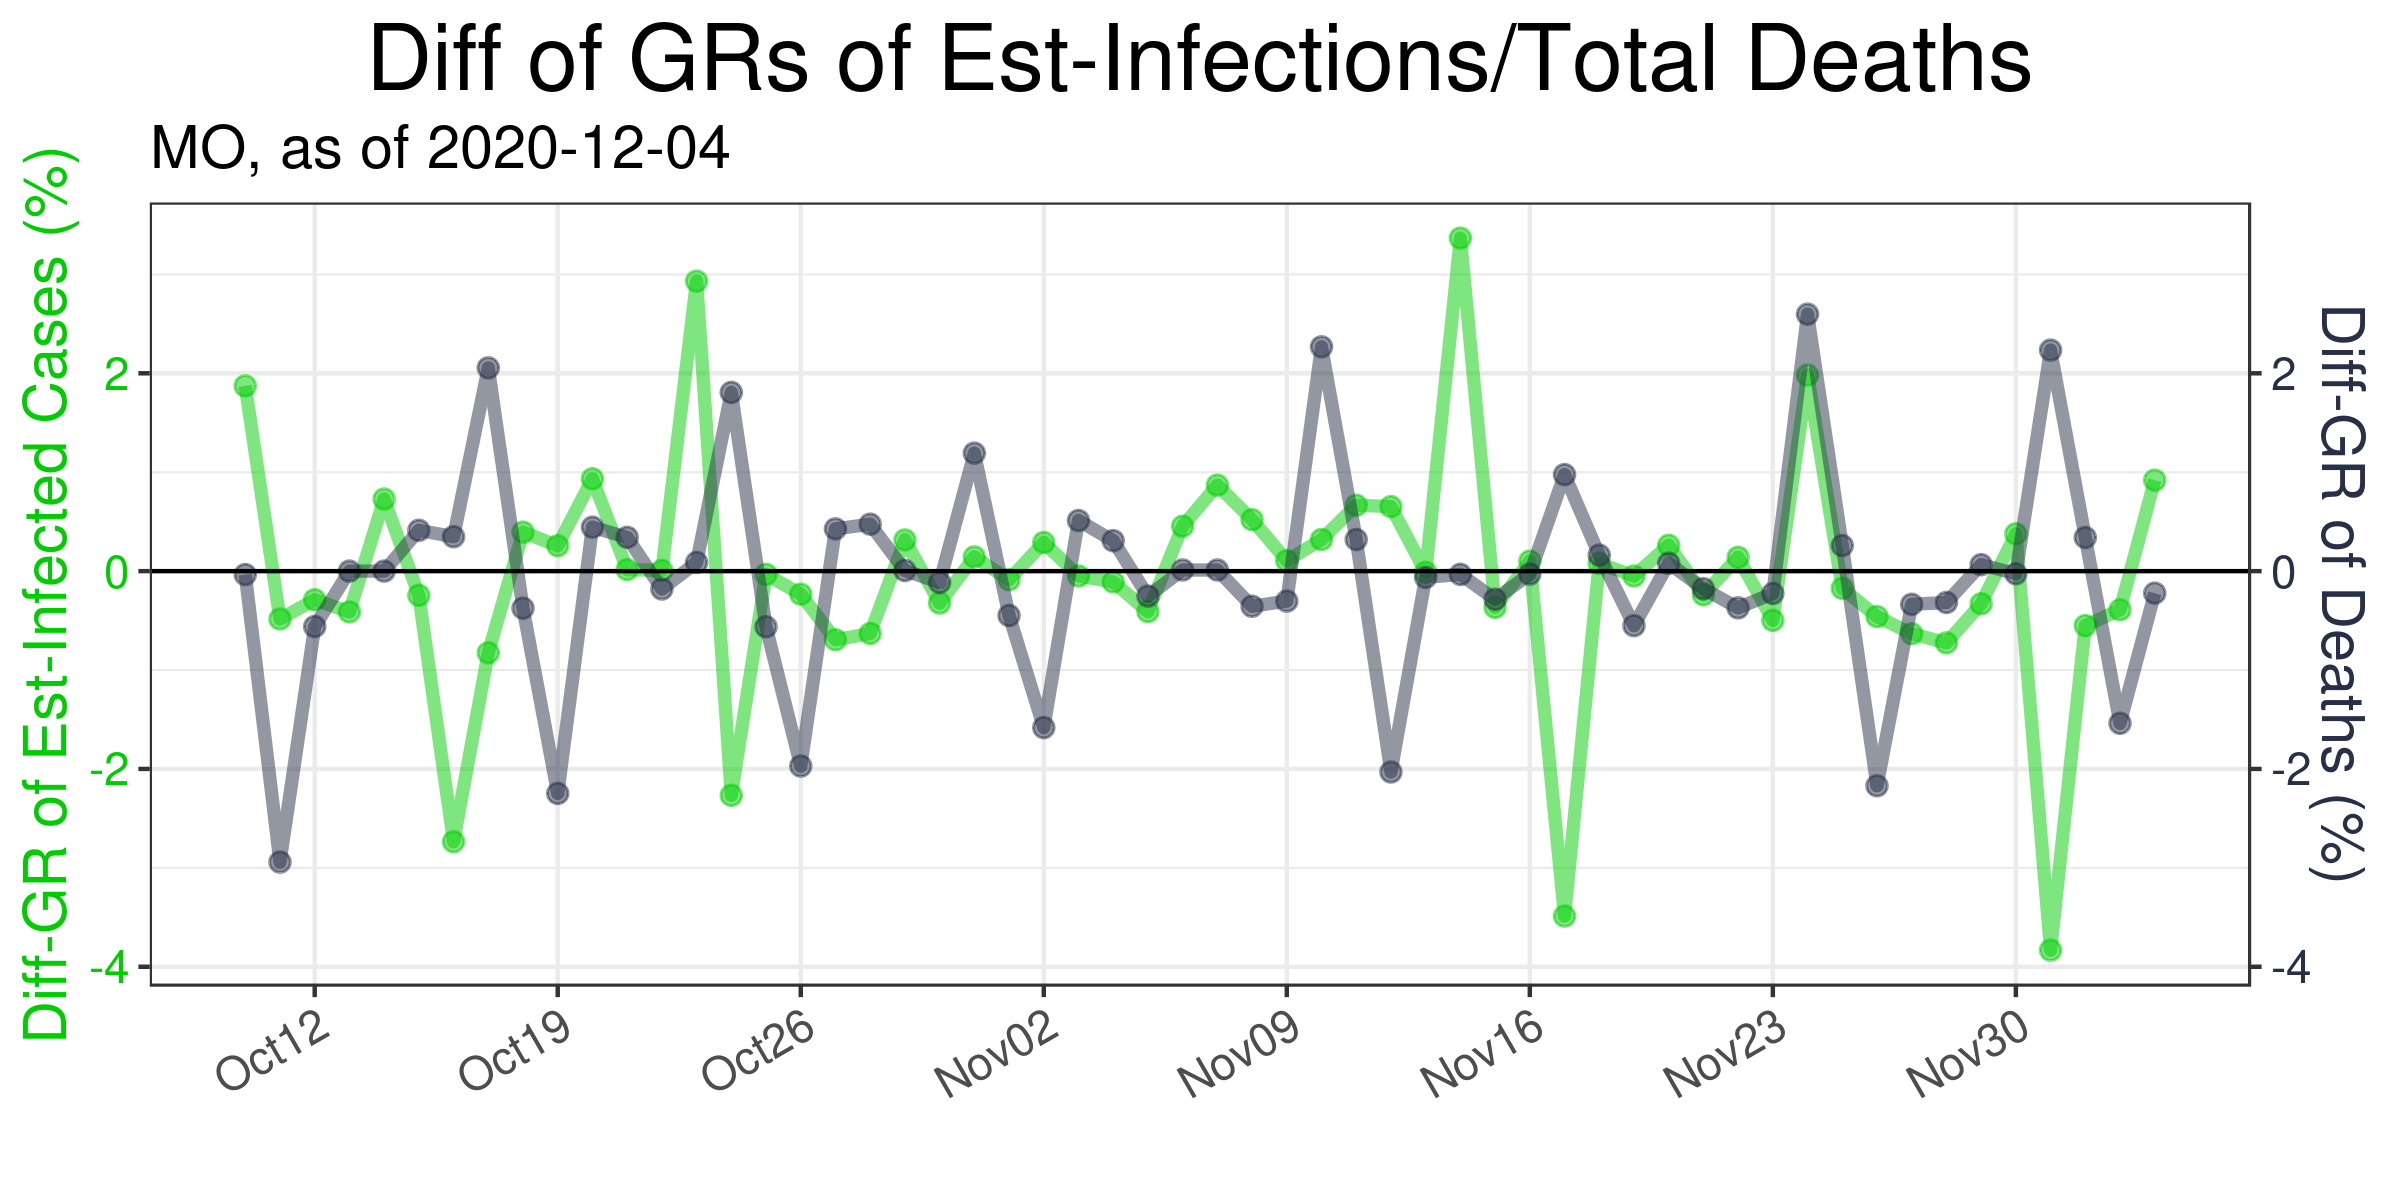 Diff of GRs of Est-Infections/Total Deaths
MO, as of 2020-12-04
Diff-GR of Est-Infected Cases (%)
2
0
-2
-4
2
0
-2
-4
Diff-GR of Deaths (%)
Oct12
Oct19
Oct26
Nov02
Nov09
Nov16
Nov23
Nov30